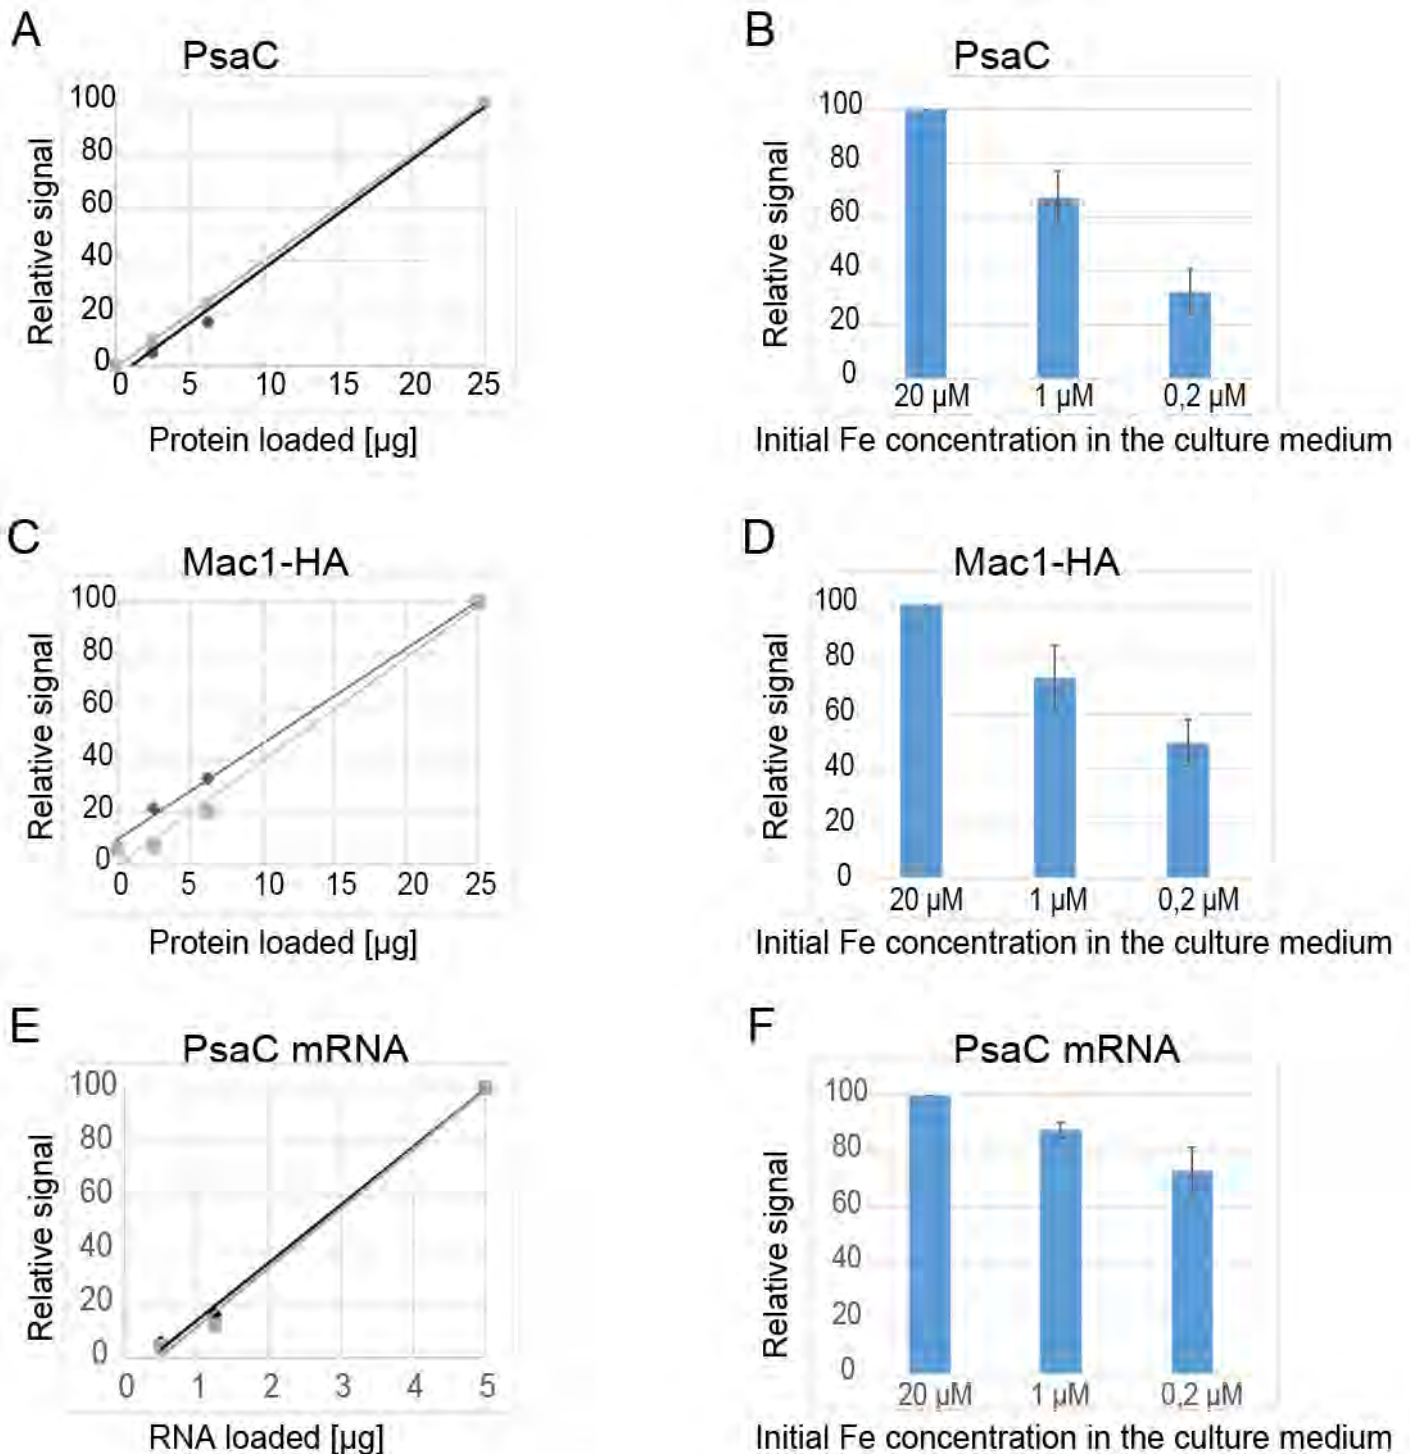 A
PsaC
100
80
60
40
20
0
0 5 10 15 20 25
Relative signal
Protein loaded [µg]
B
PsaC
100
80
60
40
20
0
20 µM 1 µM 0,2 µM
Relative signal
Initial Fe concentration in the culture medium
C
Mac1-HA
100
80
60
40
20
0
0 5 10 15 20 25
Relative signal
Protein loaded [µg]
D
Mac1-HA
100
80
60
40
20
0
20 µM 1 µM 0,2 µM
Relative signal
Initial Fe concentration in the culture medium
E
PsaC mRNA
100
80
60
40
20
0
0 1 2 3 4 5
Relative signal
RNA loaded [µg]
F
PsaC mRNA
100
80
60
40
20
0
20 µM 1 µM 0,2 µM
Relative signal
Initial Fe concentration in the culture medium